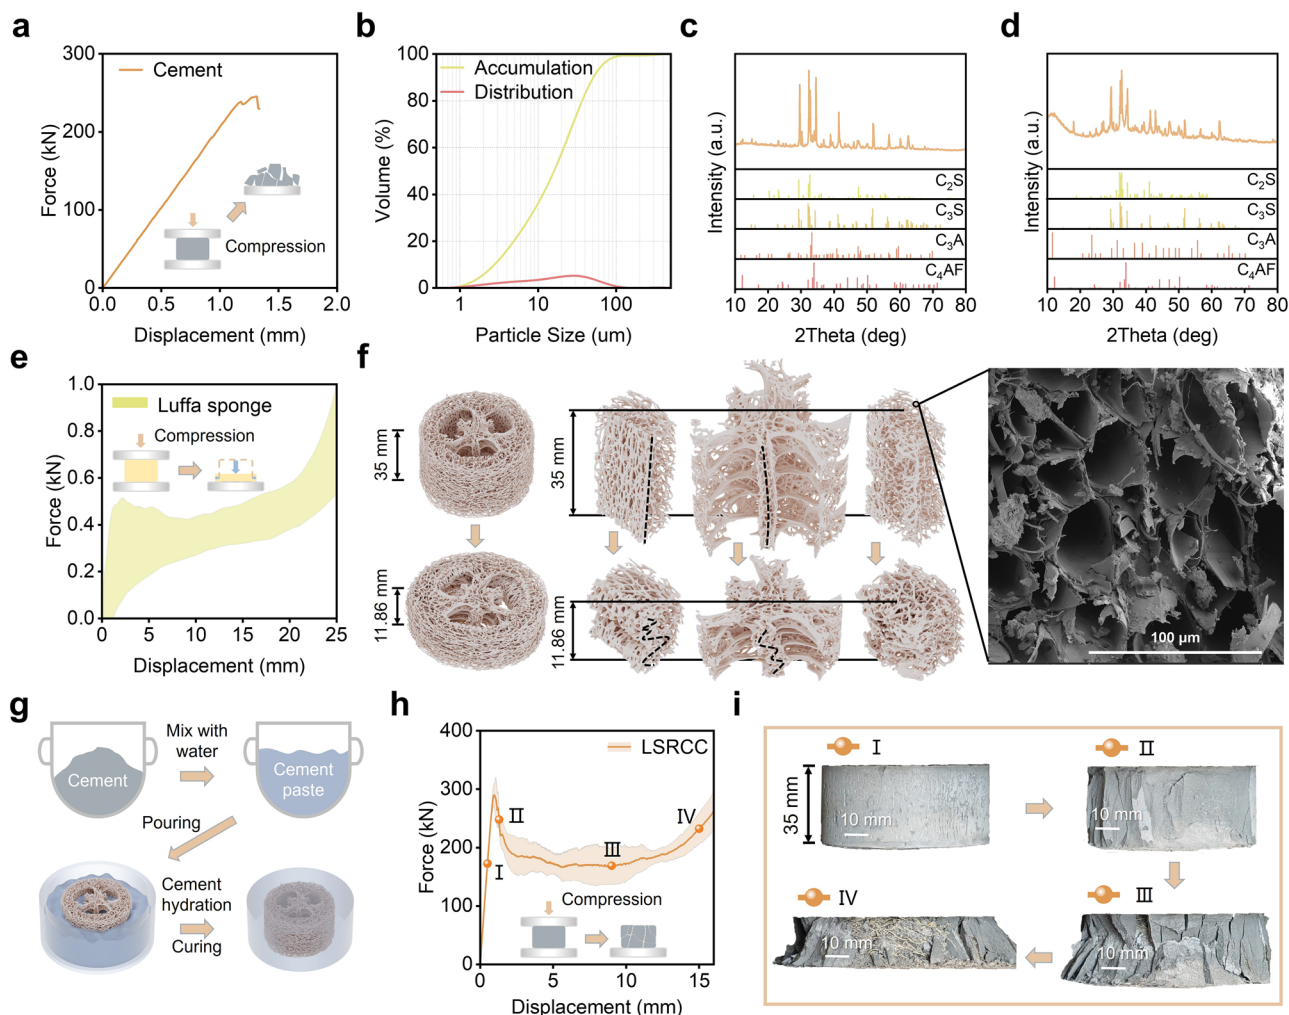 a
300
200
100
0
Force (kN)
Cement
Compression
0.0
0.5
1.0
1.5
2.0
Displacement (mm)
b
100
80
60
40
20
0
Volume (%)
Accumulation
Distribution
1
10
100
Particle Size (um)
c
Intensity (a.u.)
C₂S
C₃S
C₃A
C₄AF
10 20 30 40 50 60 70 80
2Theta (deg)
d
Intensity (a.u.)
C₂S
C₃S
C₃A
C₄AF
10 20 30 40 50 60 70 80
2Theta (deg)
e
1.0
0.8
0.6
0.4
0.2
0.0
Force (kN)
Luffa sponge
Compression
0
5
10
15
20
25
Displacement (mm)
f
35 mm
11.86 mm
35 mm
11.86 mm
100 μm
g
Cement
Mix with
water
Cement
paste
Pouring
Cement
hydration
Curing
h
400
300
200
100
0
Force (kN)
LSRCC
I
II
III
IV
Compression
0
5
10
15
Displacement (mm)
i
I
35 mm
10 mm
II
10 mm
IV
10 mm
III
10 mm